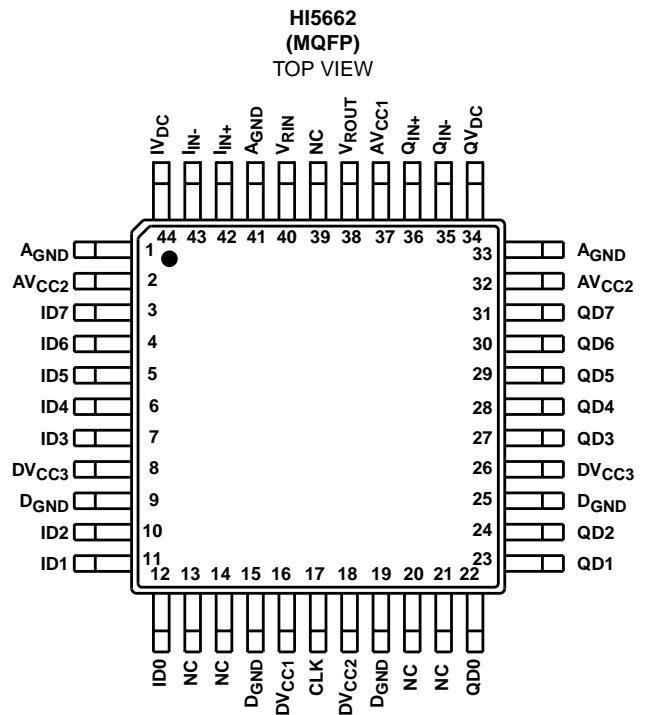 HI5662
(MQFP)
TOP VIEW
IVDC
IIN-
IIN+
AGND
VRIN
NC
VROUT
AVCC1
QIN+
QIN-
QVDC
44 43 42 41 40 39 38 37 36 35 34
AGND 1 33 AGND
AVCC2 2 32 AVCC2
ID7 3 31 QD7
ID6 4 30 QD6
ID5 5 29 QD5
ID4 6 28 QD4
ID3 7 27 QD3
DVCC3 8 26 DVCC3
DGND 9 25 DGND
ID2 10 24 QD2
ID1 11 23 QD1
12 13 14 15 16 17 18 19 20 21 22
ID0
NC
NC
DGND
DVCC1
CLK
DVCC2
DGND
NC
NC
QD0